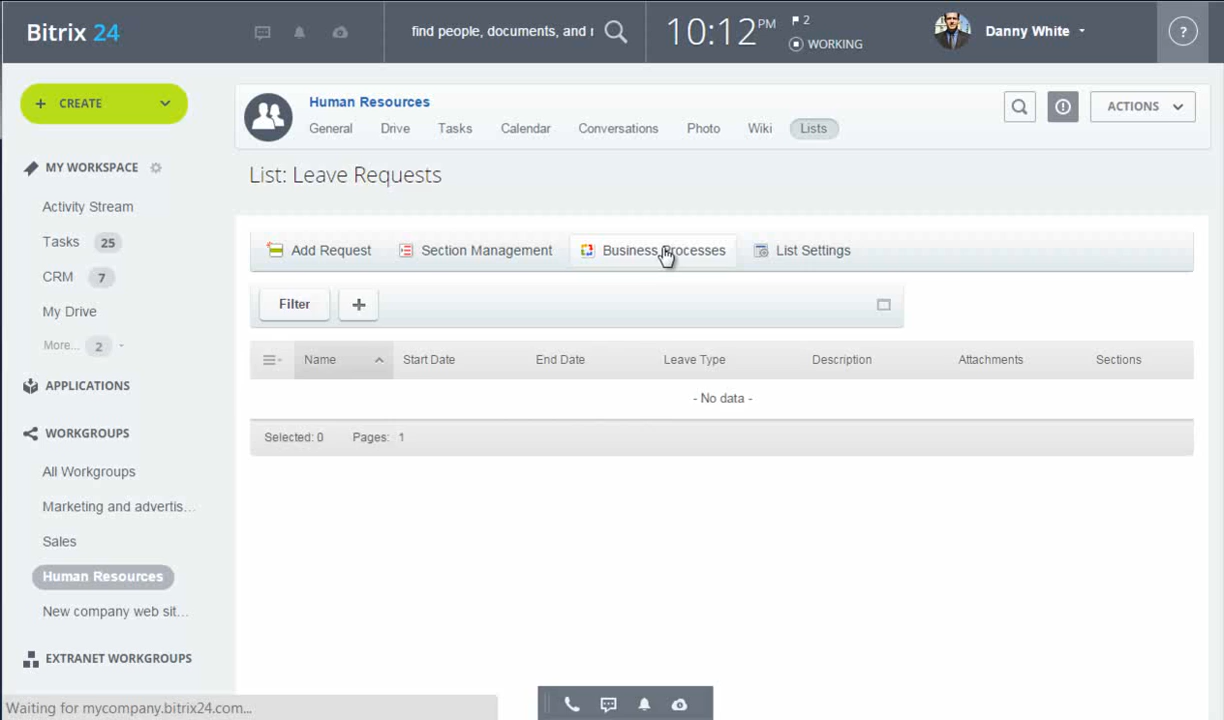 Bitrix 24
find people, documents, and r
10:12 PM
2
WORKING
Danny White
?
+ CREATE
Human Resources
General Drive Tasks Calendar Conversations Photo Wiki Lists
ACTIONS
MY WORKSPACE
List: Leave Requests
Activity Stream
Tasks 25
CRM 7
My Drive
More... 2
APPLICATIONS
WORKGROUPS
All Workgroups
Marketing and advertis...
Sales
Human Resources
New company web sit...
EXTRANET WORKGROUPS
Add Request Section Management Business Processes List Settings
Filter +
Name Start Date End Date Leave Type Description Attachments Sections
- No data -
Selected: 0 Pages: 1
Waiting for mycompany.bitrix24.com...